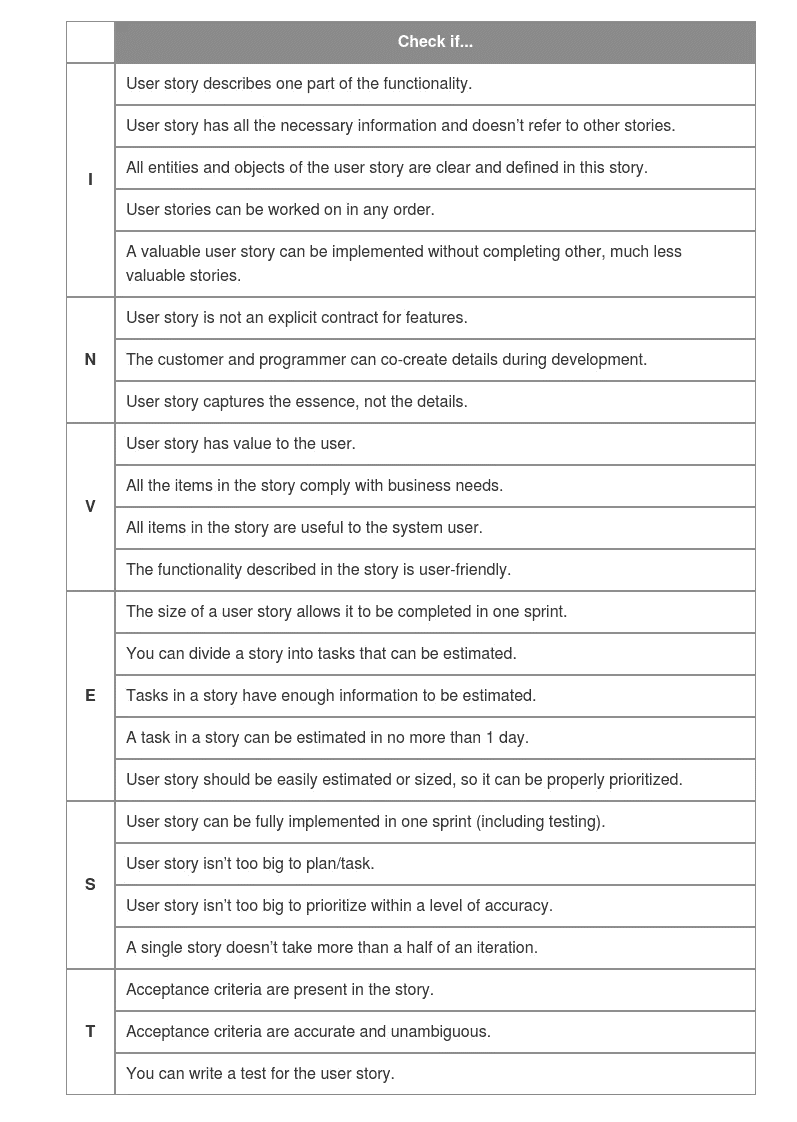 Check if...
I
User story describes one part of the functionality.
User story has all the necessary information and doesn’t refer to other stories.
All entities and objects of the user story are clear and defined in this story.
User stories can be worked on in any order.
A valuable user story can be implemented without completing other, much less
valuable stories.
N
User story is not an explicit contract for features.
The customer and programmer can co-create details during development.
User story captures the essence, not the details.
V
User story has value to the user.
All the items in the story comply with business needs.
All items in the story are useful to the system user.
The functionality described in the story is user-friendly.
E
The size of a user story allows it to be completed in one sprint.
You can divide a story into tasks that can be estimated.
Tasks in a story have enough information to be estimated.
A task in a story can be estimated in no more than 1 day.
User story should be easily estimated or sized, so it can be properly prioritized.
S
User story can be fully implemented in one sprint (including testing).
User story isn’t too big to plan/task.
User story isn’t too big to prioritize within a level of accuracy.
A single story doesn’t take more than a half of an iteration.
T
Acceptance criteria are present in the story.
Acceptance criteria are accurate and unambiguous.
You can write a test for the user story.